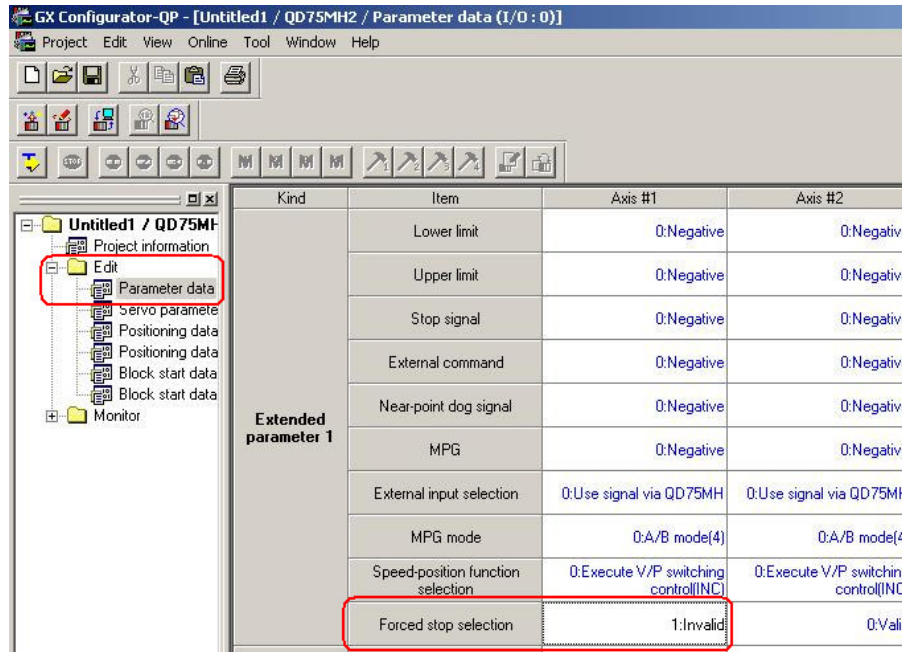 GX Configurator-QP - [Untitled1 / QD75MH2 / Parameter data (I/O : 0)]
Project Edit View Online Tool Window Help
Kind Item Axis #1 Axis #2
Untitled1 / QD75MH
Project information
Edit
Parameter data
Servo paramete
Positioning data
Positioning data
Block start data
Block start data
Monitor
Extended
parameter 1
Lower limit 0:Negative 0:Negativ
Upper limit 0:Negative 0:Negativ
Stop signal 0:Negative 0:Negativ
External command 0:Negative 0:Negativ
Near-point dog signal 0:Negative 0:Negativ
MPG 0:Negative 0:Negativ
External input selection 0:Use signal via QD75MH 0:Use signal via QD75MH
MPG mode 0:A/B mode(4) 0:A/B mode(4
Speed-position function
selection
0:Execute V/P switching
control(INC)
0:Execute V/P switchin
control(INC
Forced stop selection 1:Invalid 0:Vali